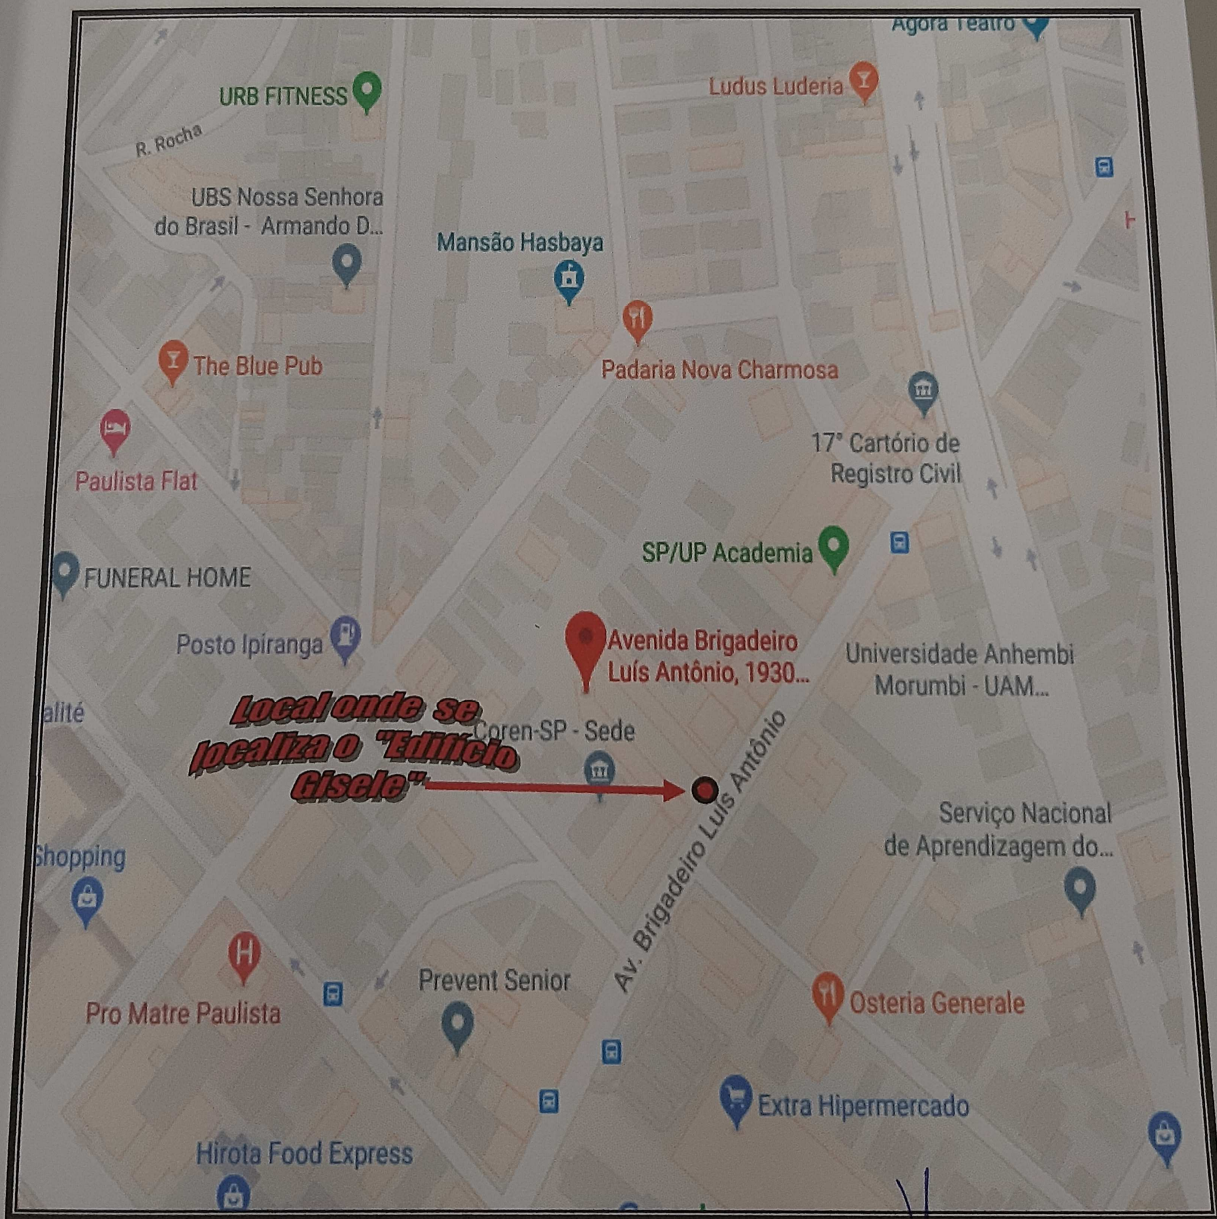 Ágora Teatro
Ludus Luderia
URB FITNESS
R. Rocha
UBS Nossa Senhora
do Brasil - Armando D...
Mansão Hasbaya
The Blue Pub
Padaria Nova Charmosa
17° Cartório de
Registro Civil
Paulista Flat
SP/UP Academia
FUNERAL HOME
Posto Ipiranga
Avenida Brigadeiro
Luís Antônio, 1930...
Universidade Anhembi
Morumbi - UAM...
alité
Local onde se
localiza o "Edifício
Gisele"
Coren-SP - Sede
Av. Brigadeiro Luís Antônio
Serviço Nacional
de Aprendizagem do...
Shopping
H
Pro Matre Paulista
Prevent Senior
Osteria Generale
Extra Hipermercado
Hirota Food Express